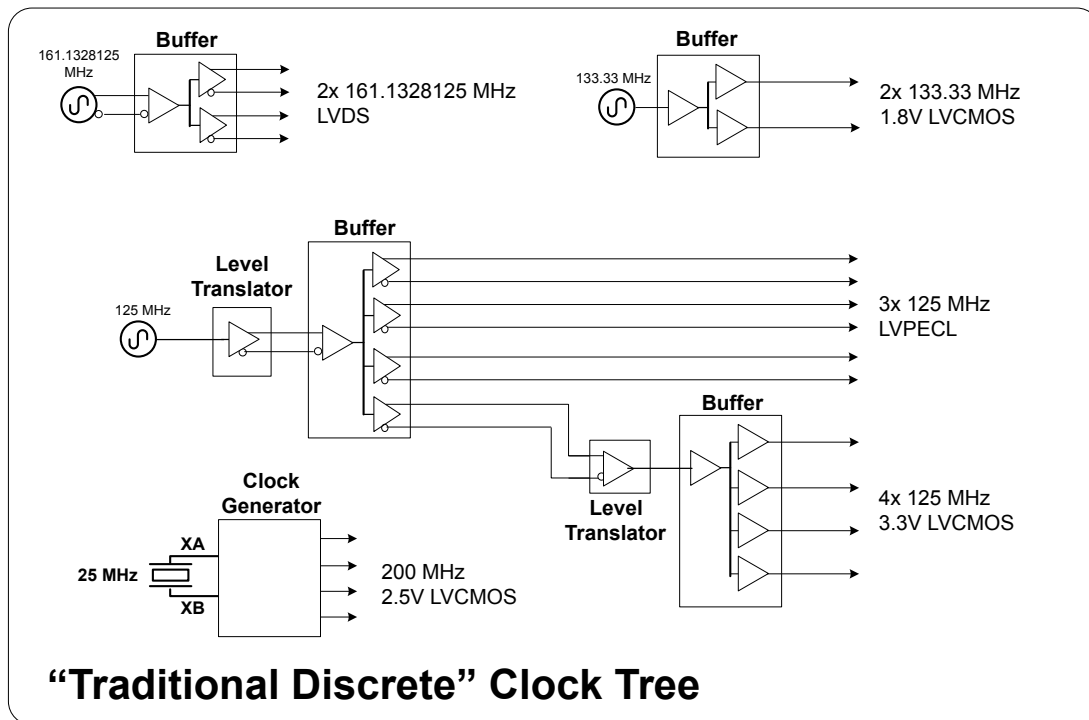 161.1328125
MHz
Buffer
2x 161.1328125 MHz
LVDS
133.33 MHz
Buffer
2x 133.33 MHz
1.8V LVCMOS
125 MHz
Level
Translator
Buffer
3x 125 MHz
LVPECL
Level
Translator
Buffer
4x 125 MHz
3.3V LVCMOS
Clock
Generator
25 MHz
XA
XB
200 MHz
2.5V LVCMOS
“Traditional Discrete” Clock Tree